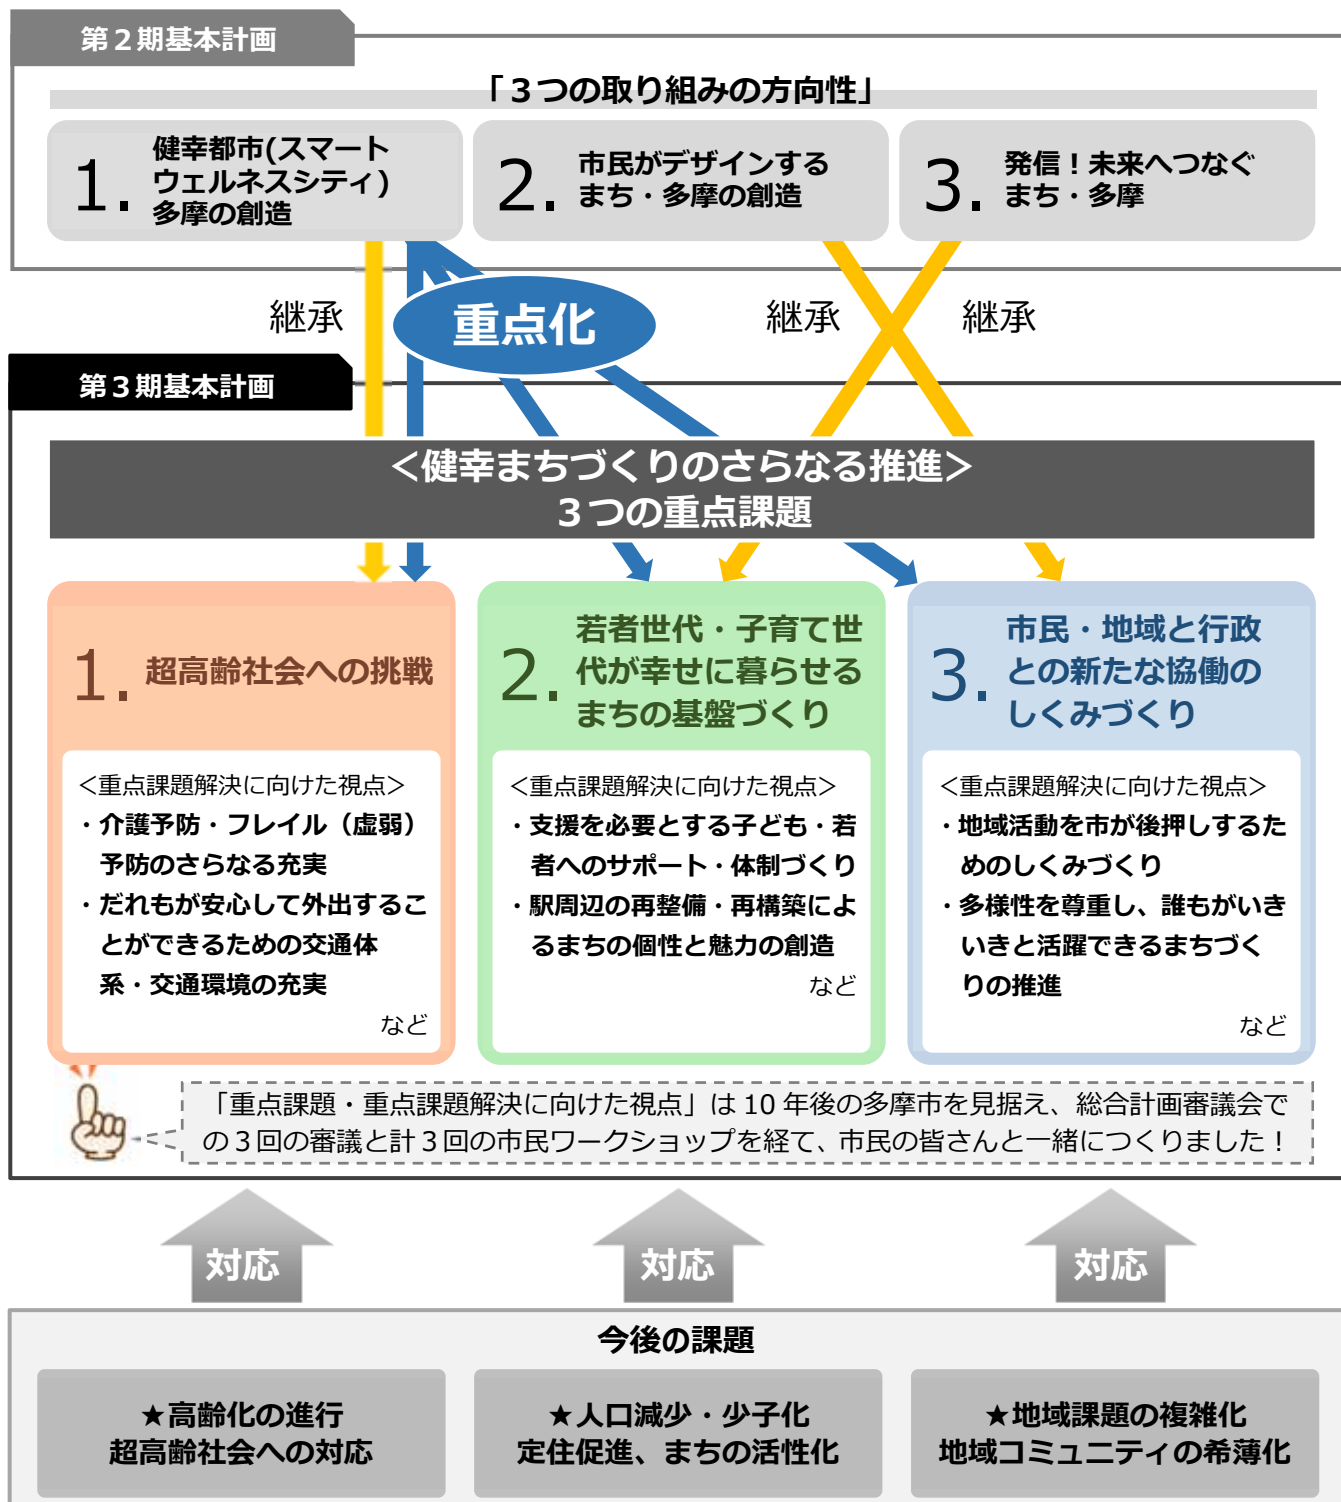 第２期基本計画
「３つの取り組みの方向性」
1.
健幸都市(スマート
ウェルネスシティ)
多摩の創造
2.
市民がデザインする
まち・多摩の創造
3.
発信！未来へつなぐ
まち・多摩
継承
重点化
継承
継承
第３期基本計画
＜健幸まちづくりのさらなる推進＞
３つの重点課題
1.
超高齢社会への挑戦
＜重点課題解決に向けた視点＞
・介護予防・フレイル（虚弱）
予防のさらなる充実
・だれもが安心して外出するこ
とができるための交通体
系・交通環境の充実
など
2.
若者世代・子育て世
代が幸せに暮らせる
まちの基盤づくり
＜重点課題解決に向けた視点＞
・支援を必要とする子ども・若
者へのサポート・体制づくり
・駅周辺の再整備・再構築によ
るまちの個性と魅力の創造
など
3.
市民・地域と行政
との新たな協働の
しくみづくり
＜重点課題解決に向けた視点＞
・地域活動を市が後押しするた
めのしくみづくり
・多様性を尊重し、誰もがいき
いきと活躍できるまちづく
りの推進
など
「重点課題・重点課題解決に向けた視点」は 10 年後の多摩市を見据え、総合計画審議会で
の３回の審議と計３回の市民ワークショップを経て、市民の皆さんと一緒につくりました！
対応
対応
対応
今後の課題
★高齢化の進行
超高齢社会への対応
★人口減少・少子化
定住促進、まちの活性化
★地域課題の複雑化
地域コミュニティの希薄化